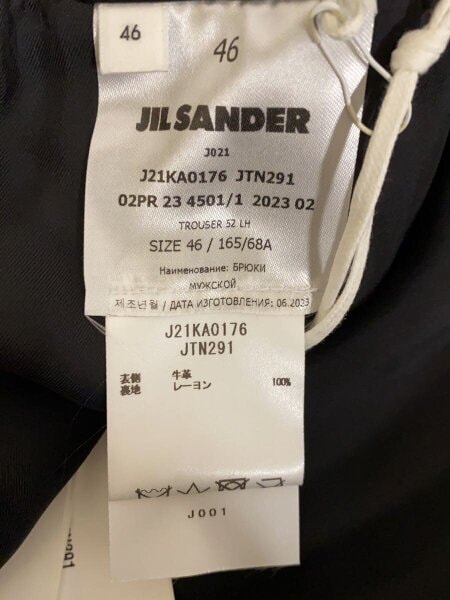 46
46
JIL SANDER
J021
J21KA0176 JTN291
02PR 23 4501/1 2023 02
TROUSER 52 LH
SIZE 46 / 165/68A
Наименование: БРЮКИ
МУЖСКОЙ
제조년월 / ДАТА ИЗГОТОВЛЕНИЯ: 06.2023
J21KA0176
JTN291
表側 牛革
裏地 レーヨン 100%
J001